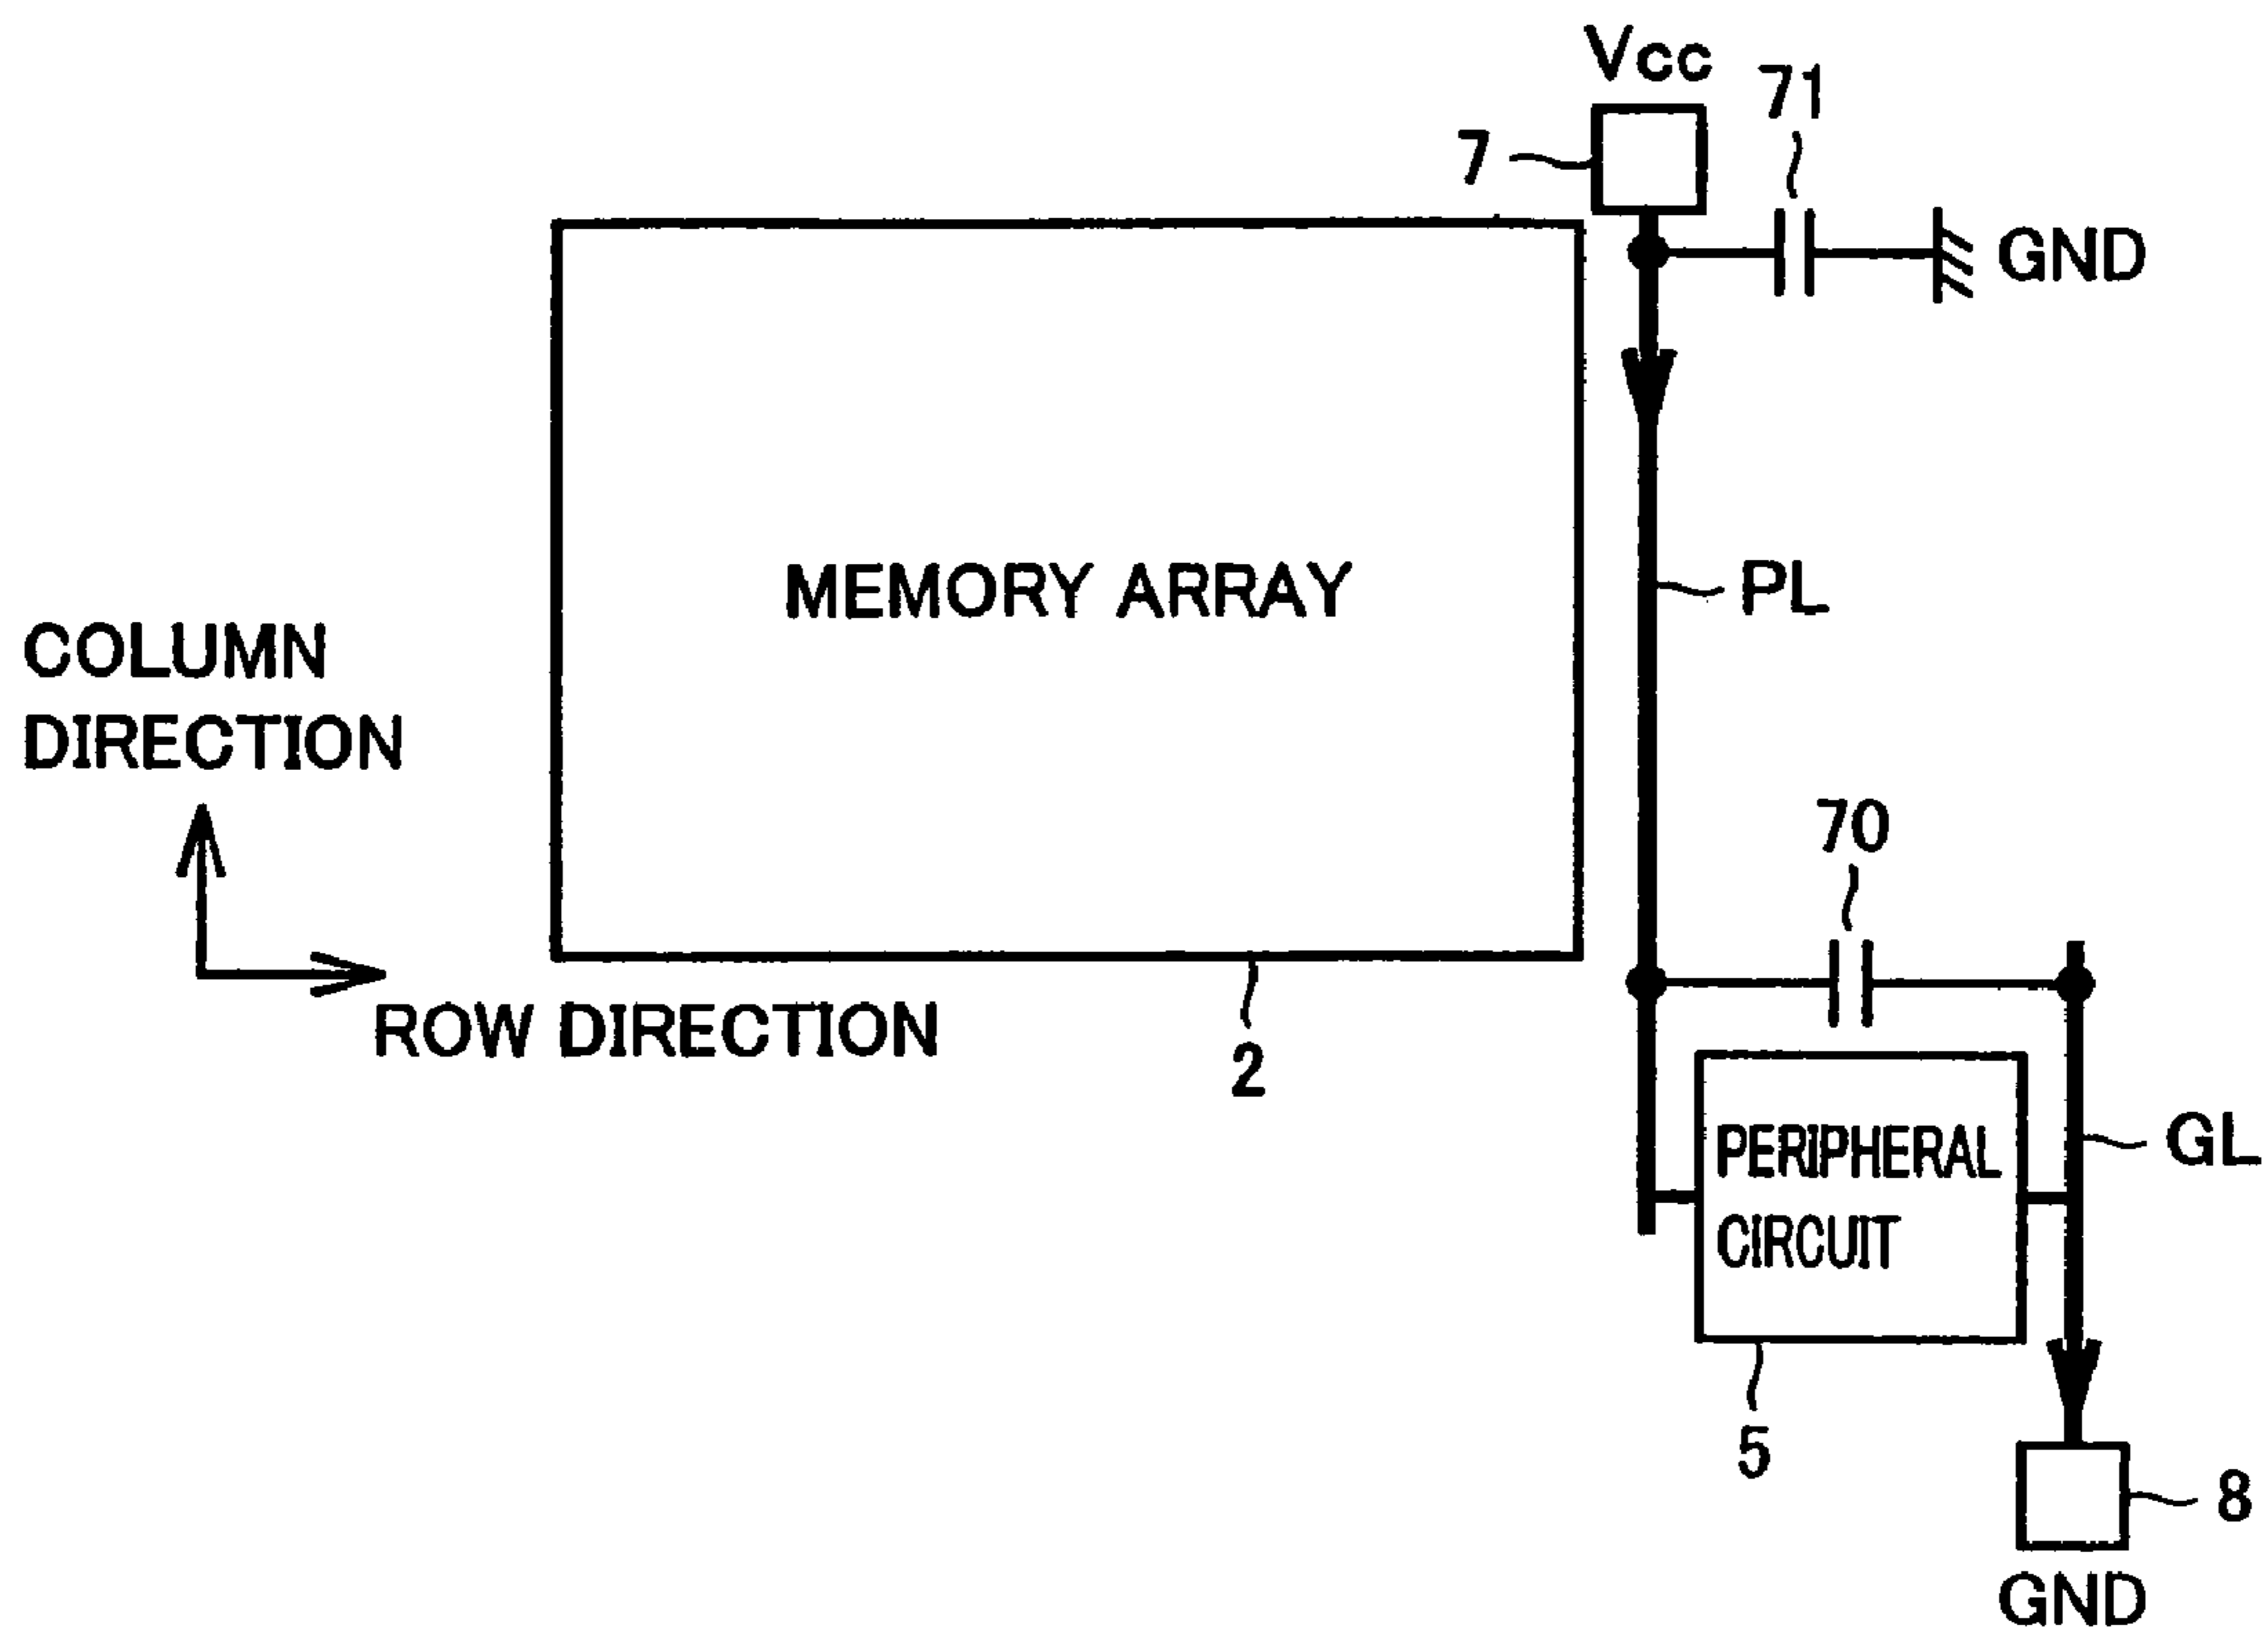 Vcc
71
7
GND
MEMORY ARRAY
PL
COLUMN
DIRECTION
70
ROW DIRECTION
2
PERIPHERAL
CIRCUIT
GL
5
8
GND